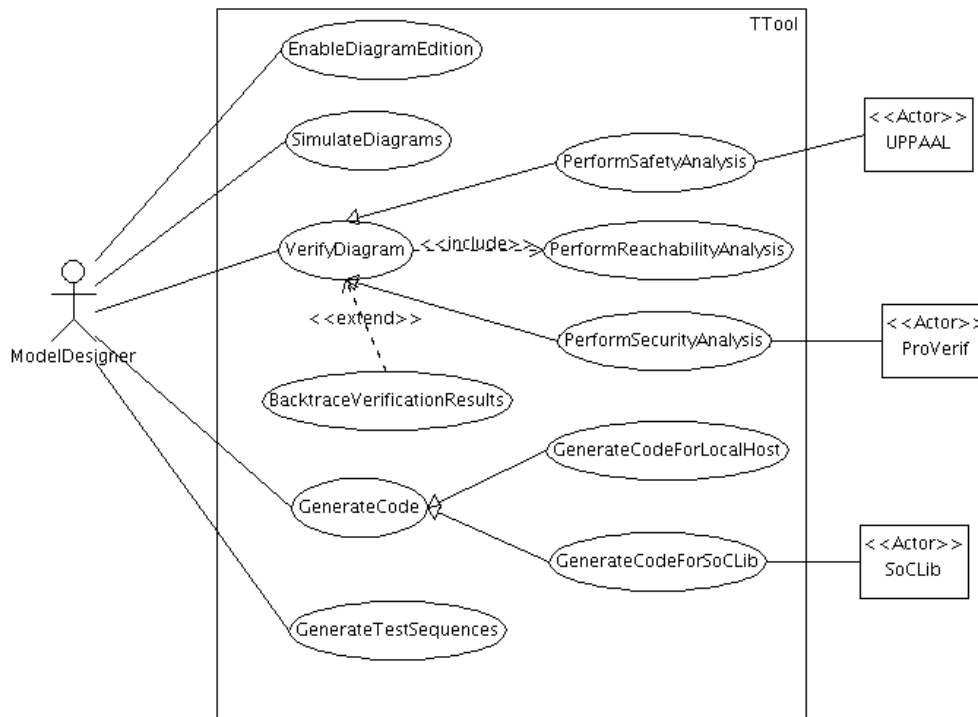 TTool
EnableDiagramEdition
<<Actor>>
UPPAAL
SimulateDiagrams
PerformSafetyAnalysis
VerifyDiagram
<<include>>
PerformReachabilityAnalysis
<<extend>>
PerformSecurityAnalysis
<<Actor>>
ProVerif
ModelDesigner
BacktraceVerificationResults
GenerateCodeForLocalHost
GenerateCode
<<Actor>>
SoCLib
GenerateCodeForSoCLib
GenerateTestSequences